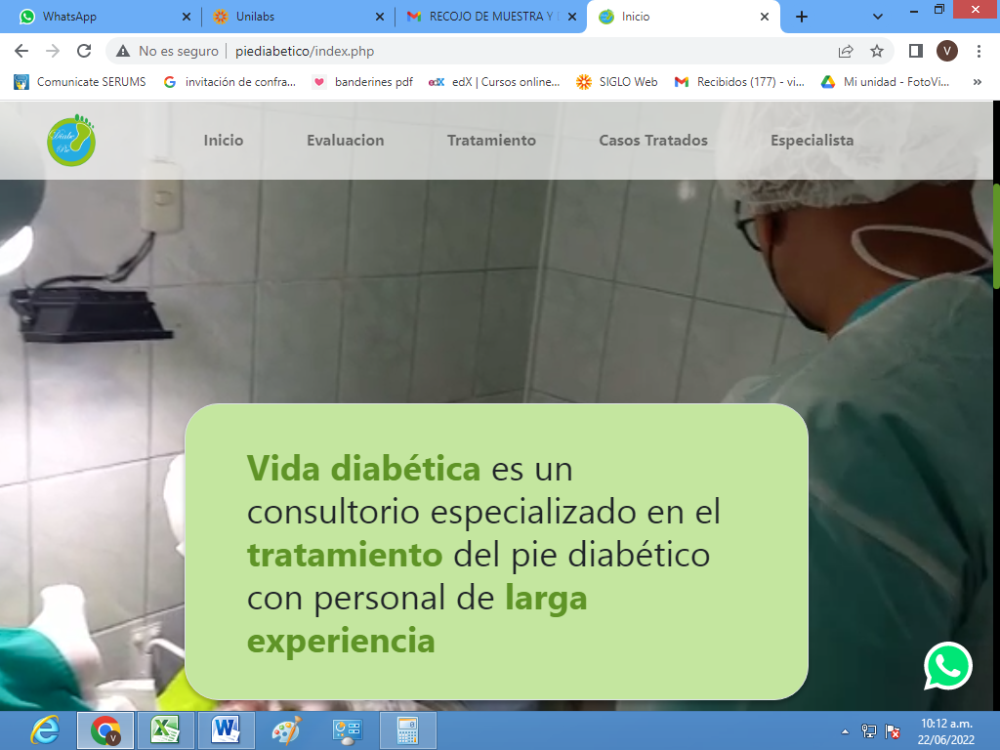 WhatsApp
Unilabs
RECOJO DE MUESTRA Y
Inicio
No es seguro
piediabetico/index.php
V
Comunicate SERUMS
invitación de confra...
banderines pdf
edX
edX | Cursos online...
SIGLO Web
Recibidos (177) - vi...
Mi unidad - FotoVi...
»
Diabe
Pie
Inicio
Evaluacion
Tratamiento
Casos Tratados
Especialista
Vida diabética es un
consultorio especializado en el
tratamiento del pie diabético
con personal de larga
experiencia
V
10:12 a.m.
22/06/2022